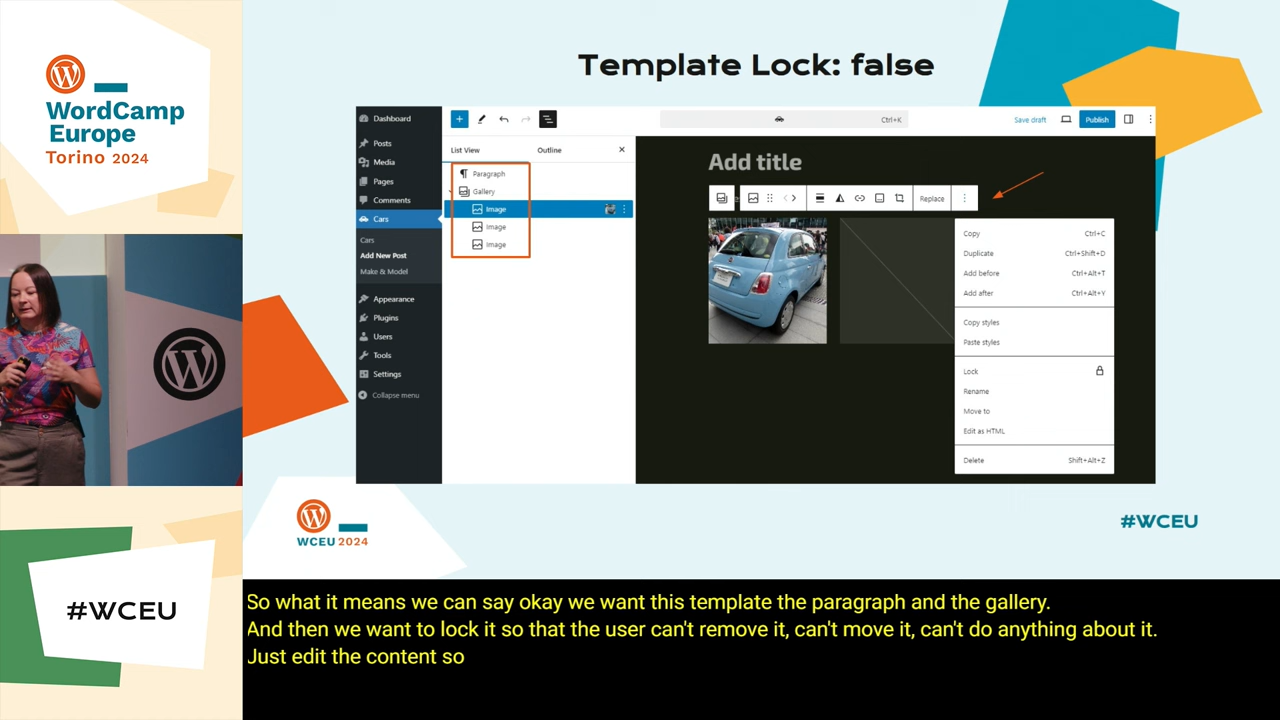 WordCamp
Europe
Torino 2024
Template Lock: false
Dashboard
Posts
Media
Pages
Comments
Cars
Cars
Add New Post
Make & Model
Appearance
Plugins
Users
Tools
Settings
Collapse menu
List View
Outline
Paragraph
Gallery
Image
Image
Image
Ctrl+K
Save draft
Publish
Add title
Replace
Copy Ctrl+C
Duplicate Ctrl+Shift+D
Add before Ctrl+Alt+T
Add after Ctrl+Alt+Y
Copy styles
Paste styles
Lock
Rename
Move to
Edit as HTML
Delete Shift+Alt+Z
WCEU 2024
#WCEU
#WCEU
So what it means we can say okay we want this template the paragraph and the gallery.
And then we want to lock it so that the user can't remove it, can't move it, can't do anything about it.
Just edit the content so